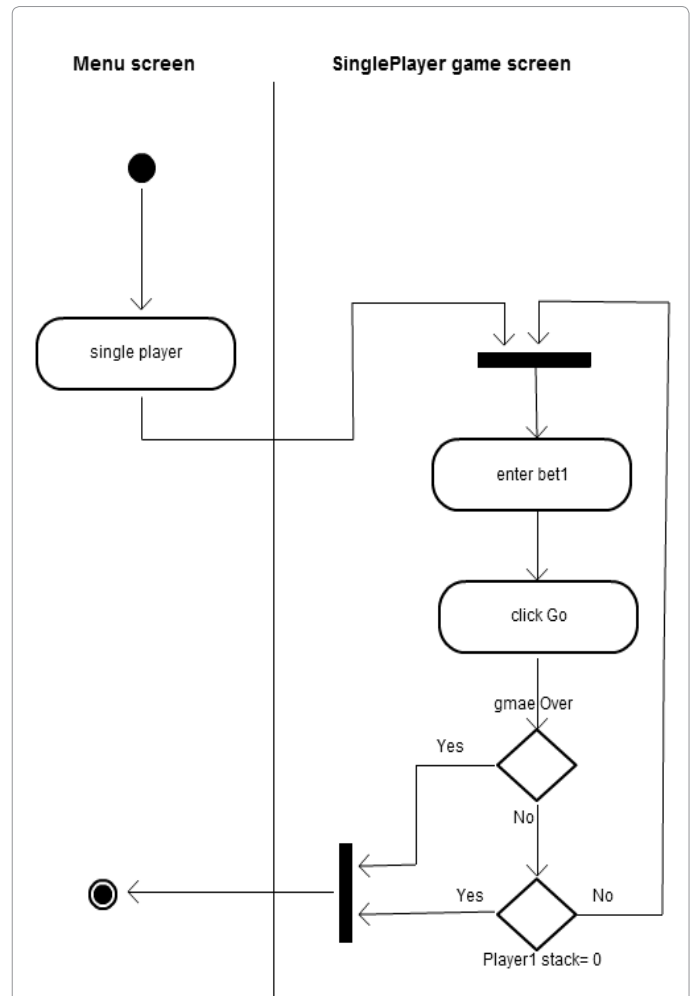 Menu screen
SinglePlayer game screen
single player
enter bet1
click Go
gmae Over
Yes
No
Yes
No
Player1 stack= 0